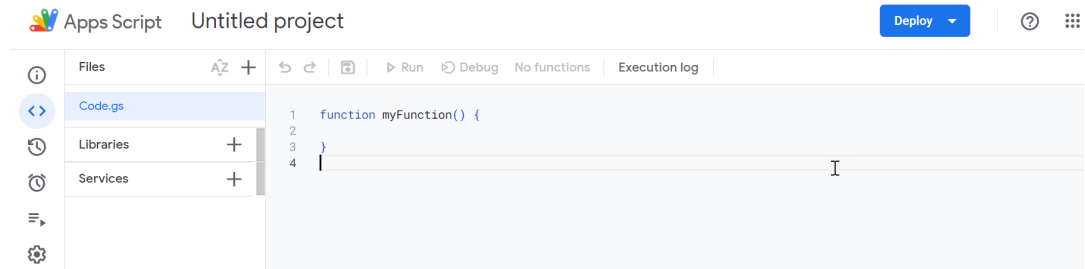 Apps Script Untitled project Deploy
Files AZ Run Debug No functions Execution log
Code.gs
Libraries
Services
1 function myFunction() {
2
3 }
4